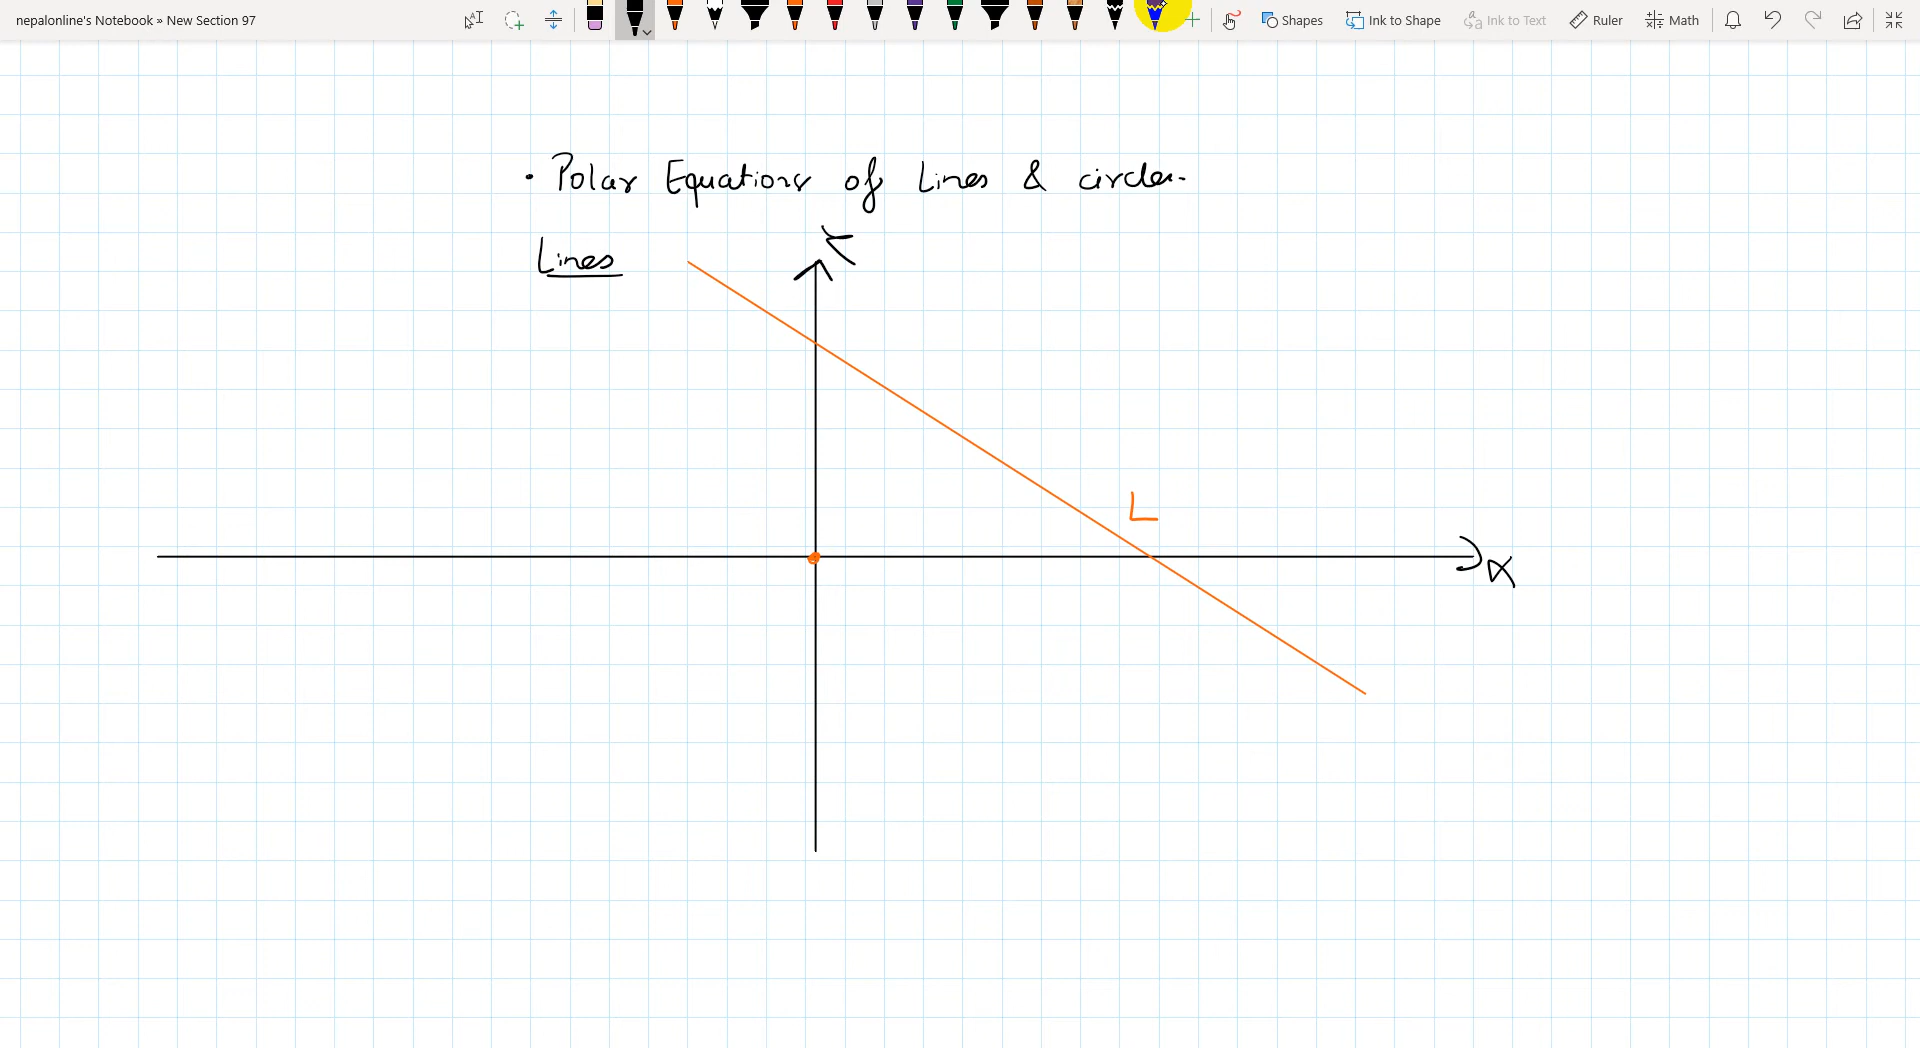 nepalonline's Notebook » New Section 97
Shapes
Ink to Shape
Ink to Text
Ruler
Math
• Polar Equations of Lines & circles.
Lines
L
x